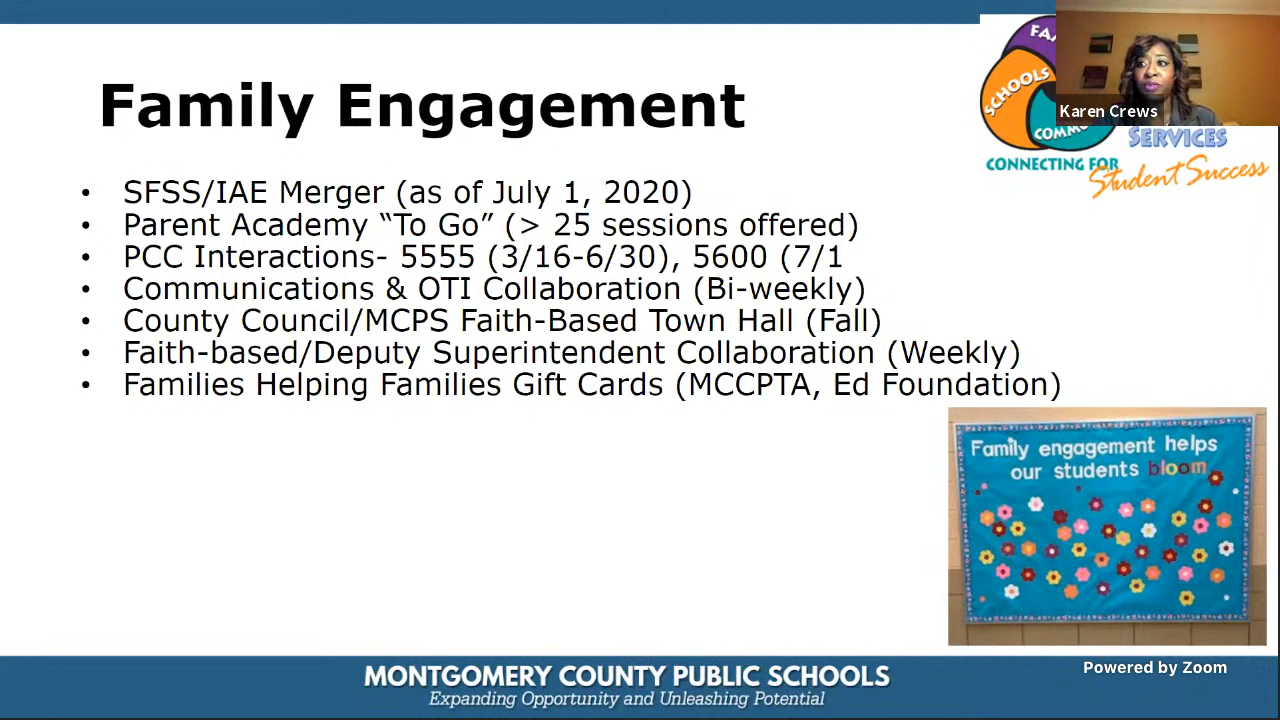 Family Engagement
SCHOOLS
Karen Crews
SERVICES
CONNECTING FOR
Student Success
• SFSS/IAE Merger (as of July 1, 2020)
• Parent Academy “To Go” (> 25 sessions offered)
• PCC Interactions- 5555 (3/16-6/30), 5600 (7/1
• Communications & OTI Collaboration (Bi-weekly)
• County Council/MCPS Faith-Based Town Hall (Fall)
• Faith-based/Deputy Superintendent Collaboration (Weekly)
• Families Helping Families Gift Cards (MCCPTA, Ed Foundation)
Family engagement helps
our students bloom
MONTGOMERY COUNTY PUBLIC SCHOOLS
Expanding Opportunity and Unleashing Potential
Powered by Zoom